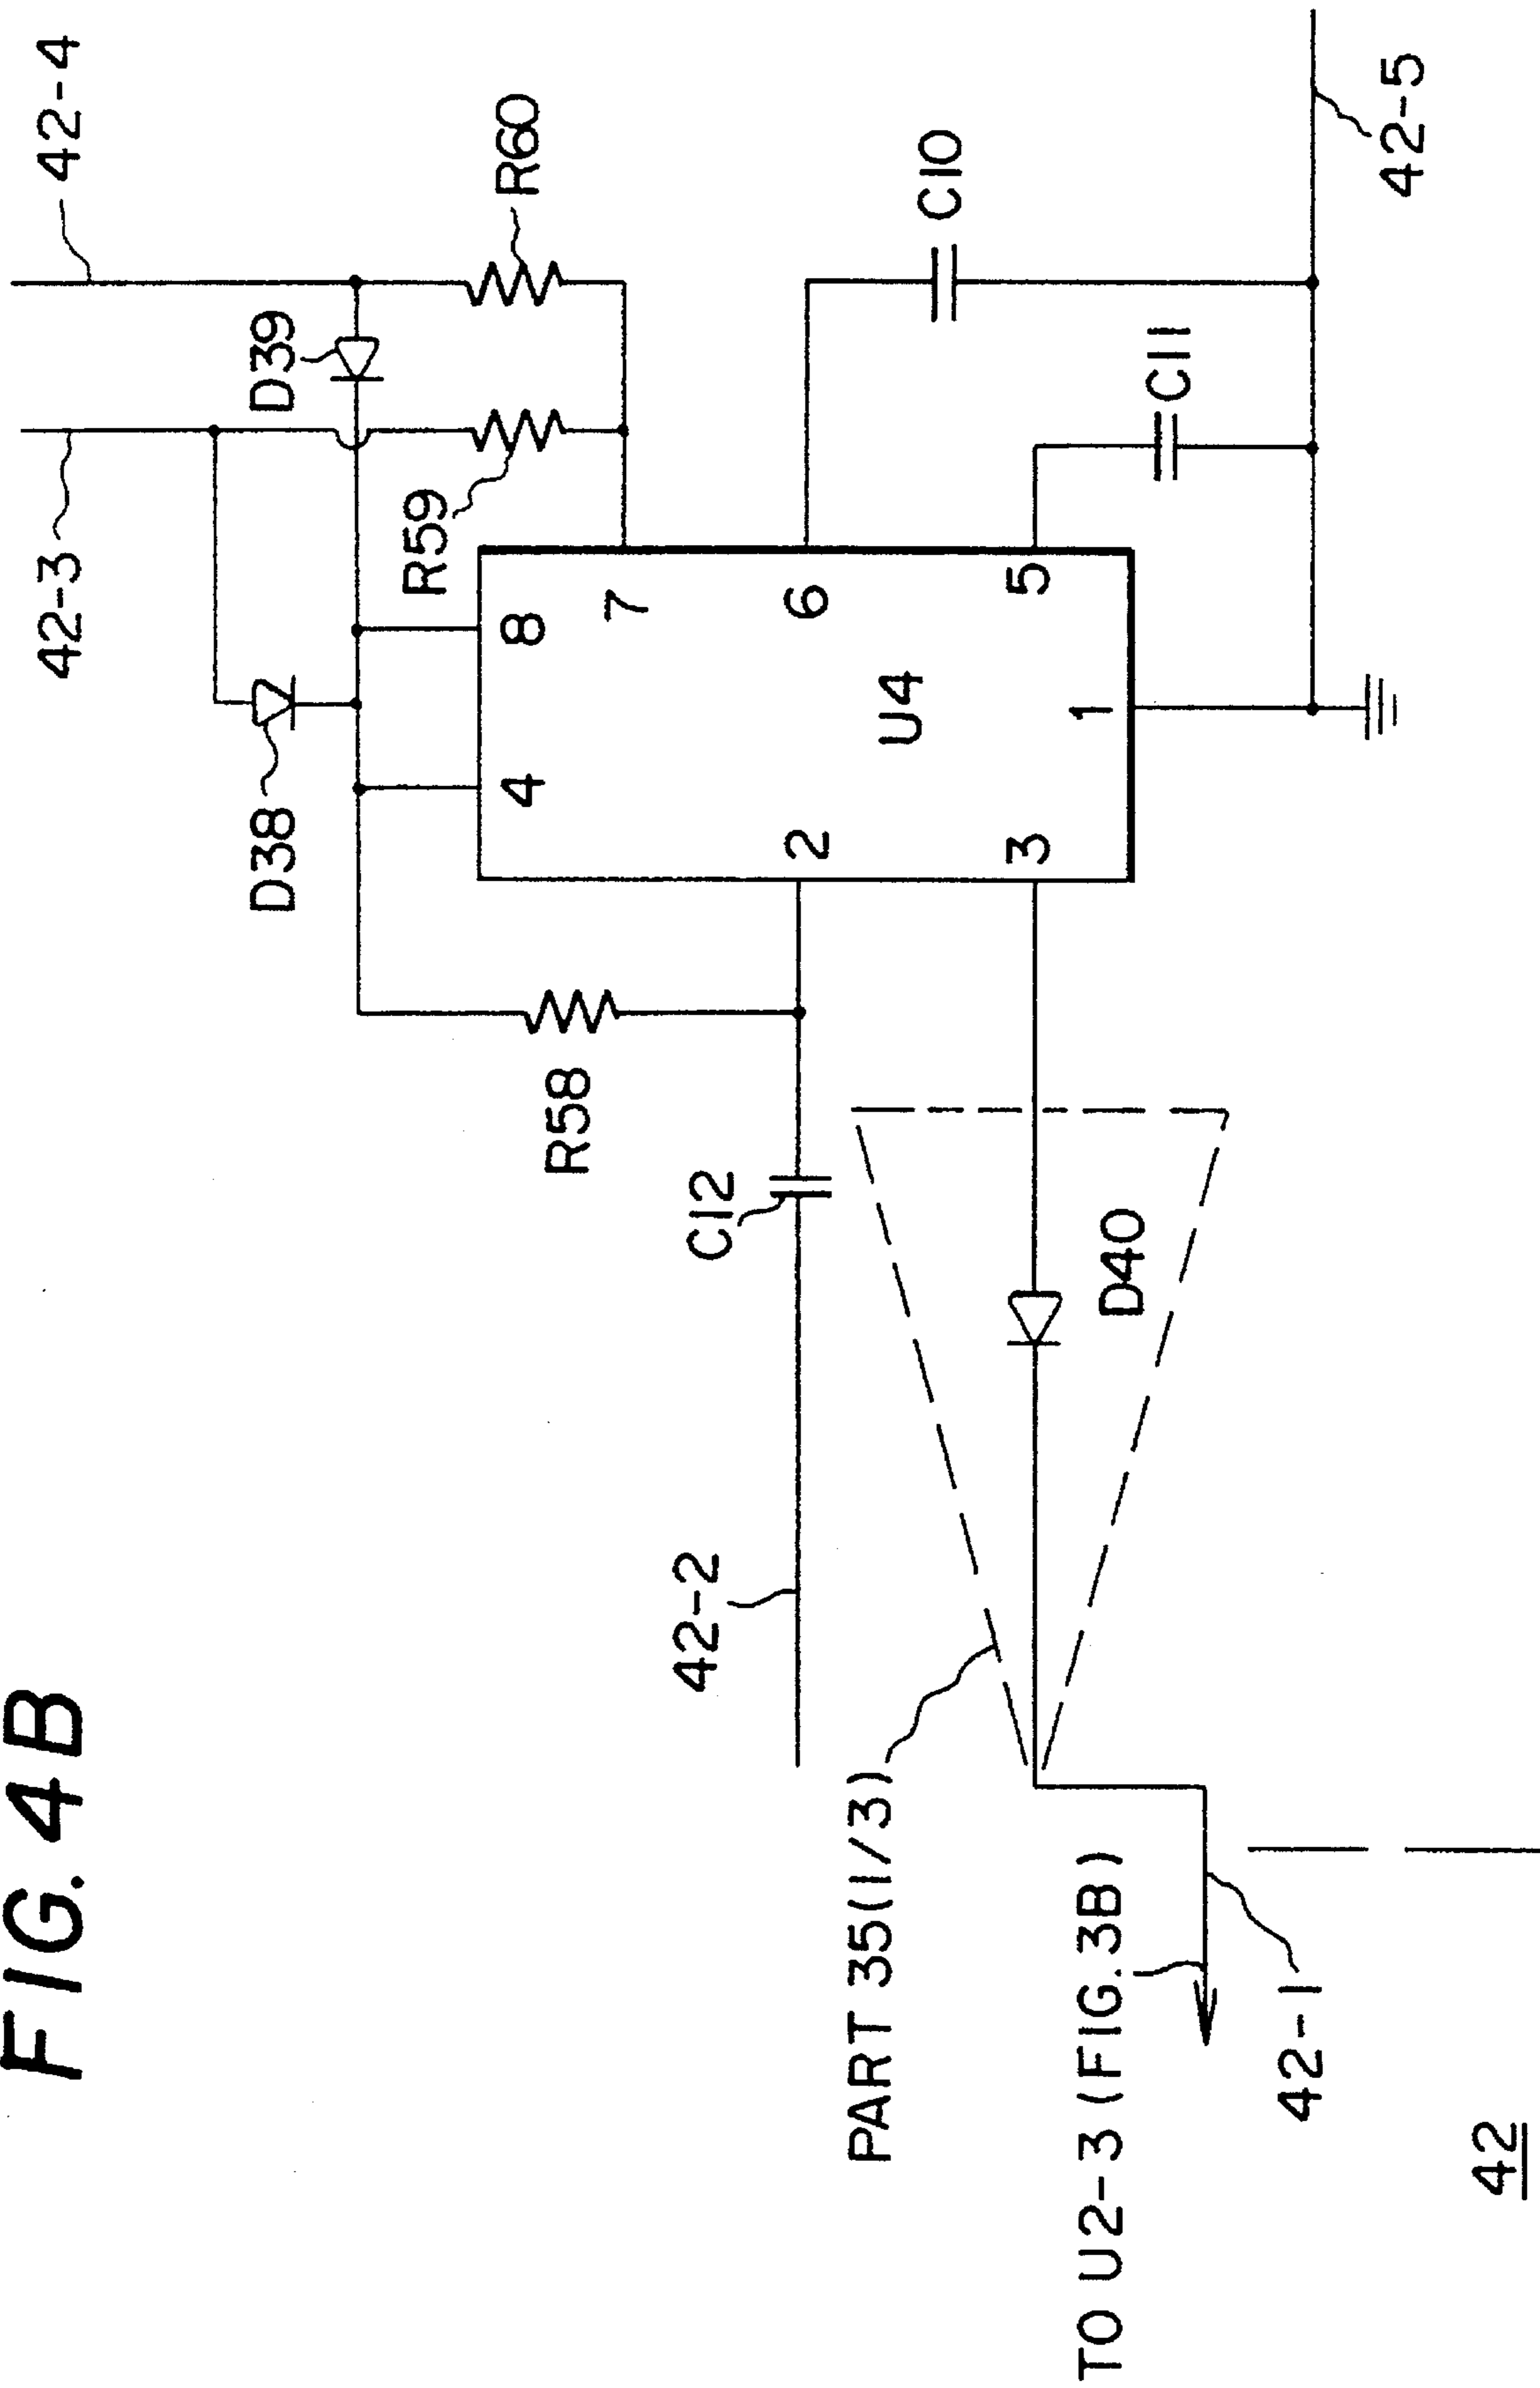 FIG. 4B
42-3
42-4
D38
D39
R59
R60
R58
4
8
7
C12
2
U4
6
C10
42-2
3
1
5
C11
PART 35(1/3)
D40
TO U2-3 (FIG. 3B)
42-1
42-5
42